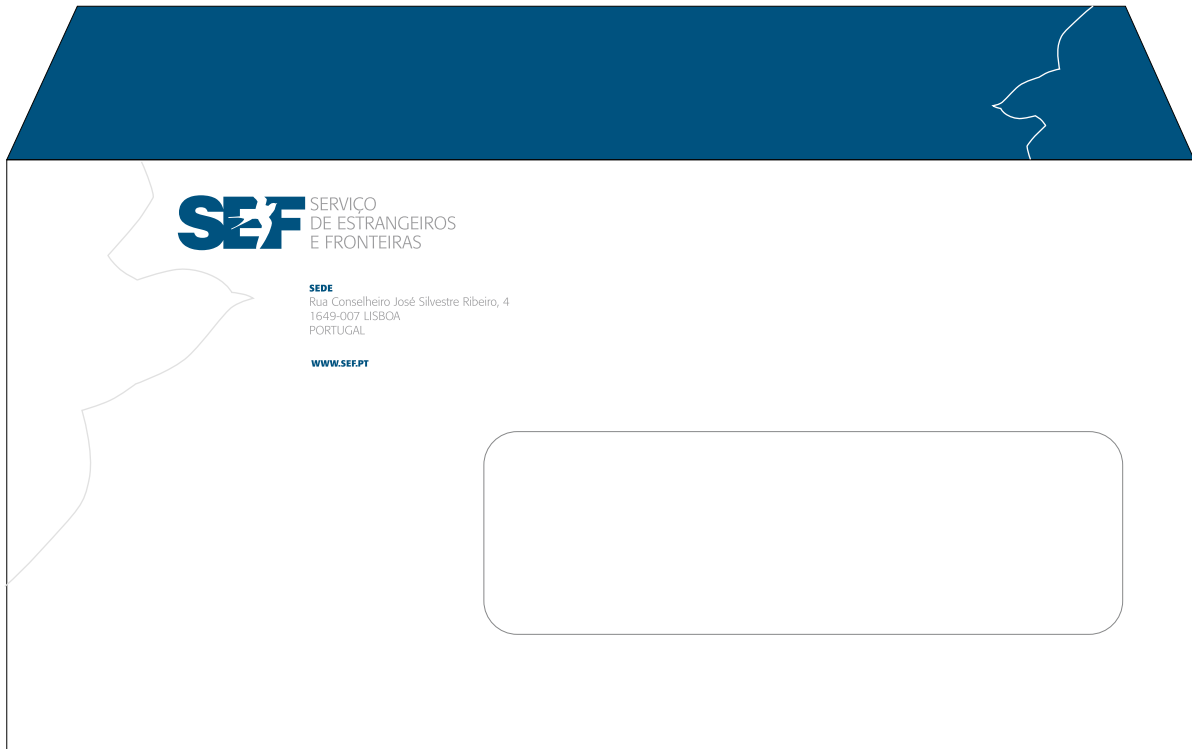 SEF
SERVIÇO
DE ESTRANGEIROS
E FRONTEIRAS
SEDE
Rua Conselheiro José Silvestre Ribeiro, 4
1649-007 LISBOA
PORTUGAL
WWW.SEF.PT